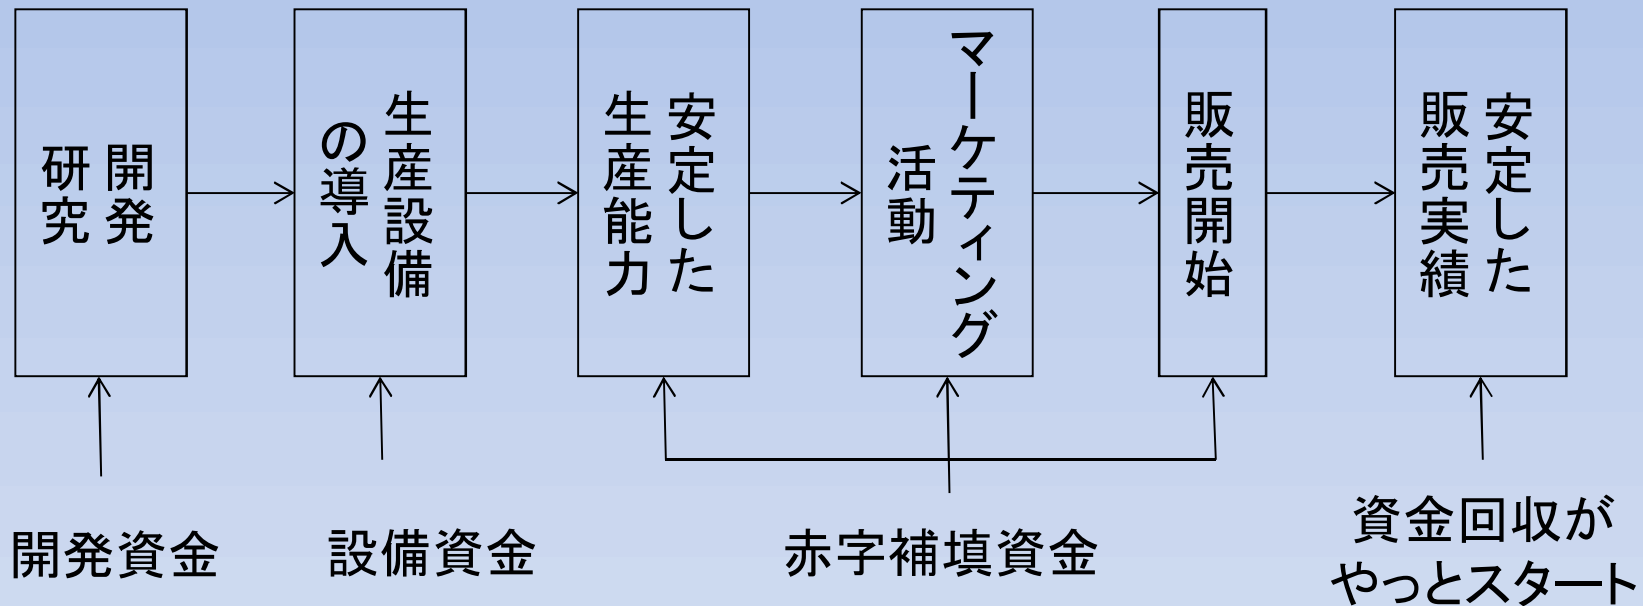 開発
研究
生産設備
の導入
安定した
生産能力
マーケティング
活動
販売開始
安定した
販売実績
開発資金
設備資金
赤字補填資金
資金回収が
やっとスタート